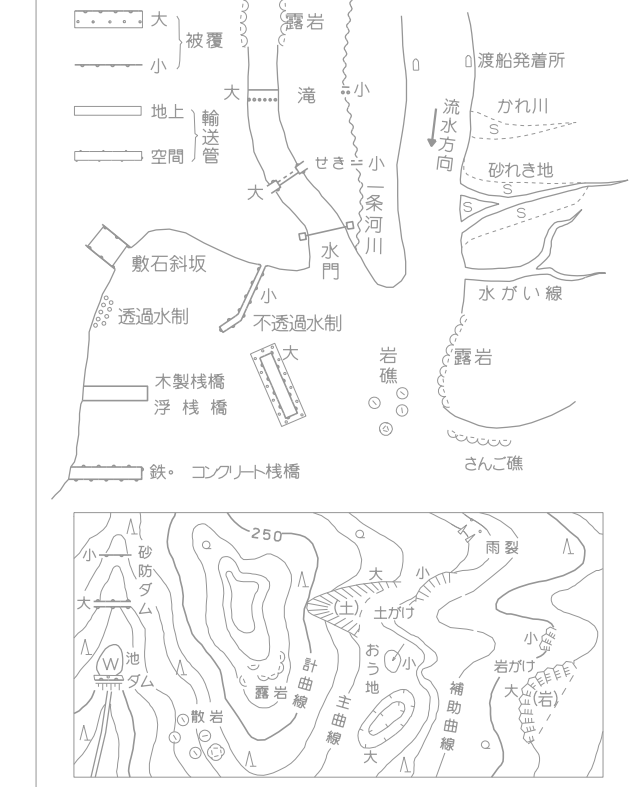 大
小
被覆
地上
空間
輸送管
露岩
大 滝
小
せき 小
大
一条河川
水門
流水方向
渡船発着所
かれ川
S
砂れき地
S
S
S
水がい線
敷石斜坂
小
透過水制
不透過水制
大
岩礁
露岩
木製桟橋
浮桟橋
鉄。コンクリート桟橋
さんご礁
小
砂防ダム
大
W
池
ダム
250
Q
Q
Q
露岩
散岩
計曲線
主曲線
補助曲線
大
小
(土)
土がけ
おう地
小
大
雨裂
小
岩がけ
大
(岩)